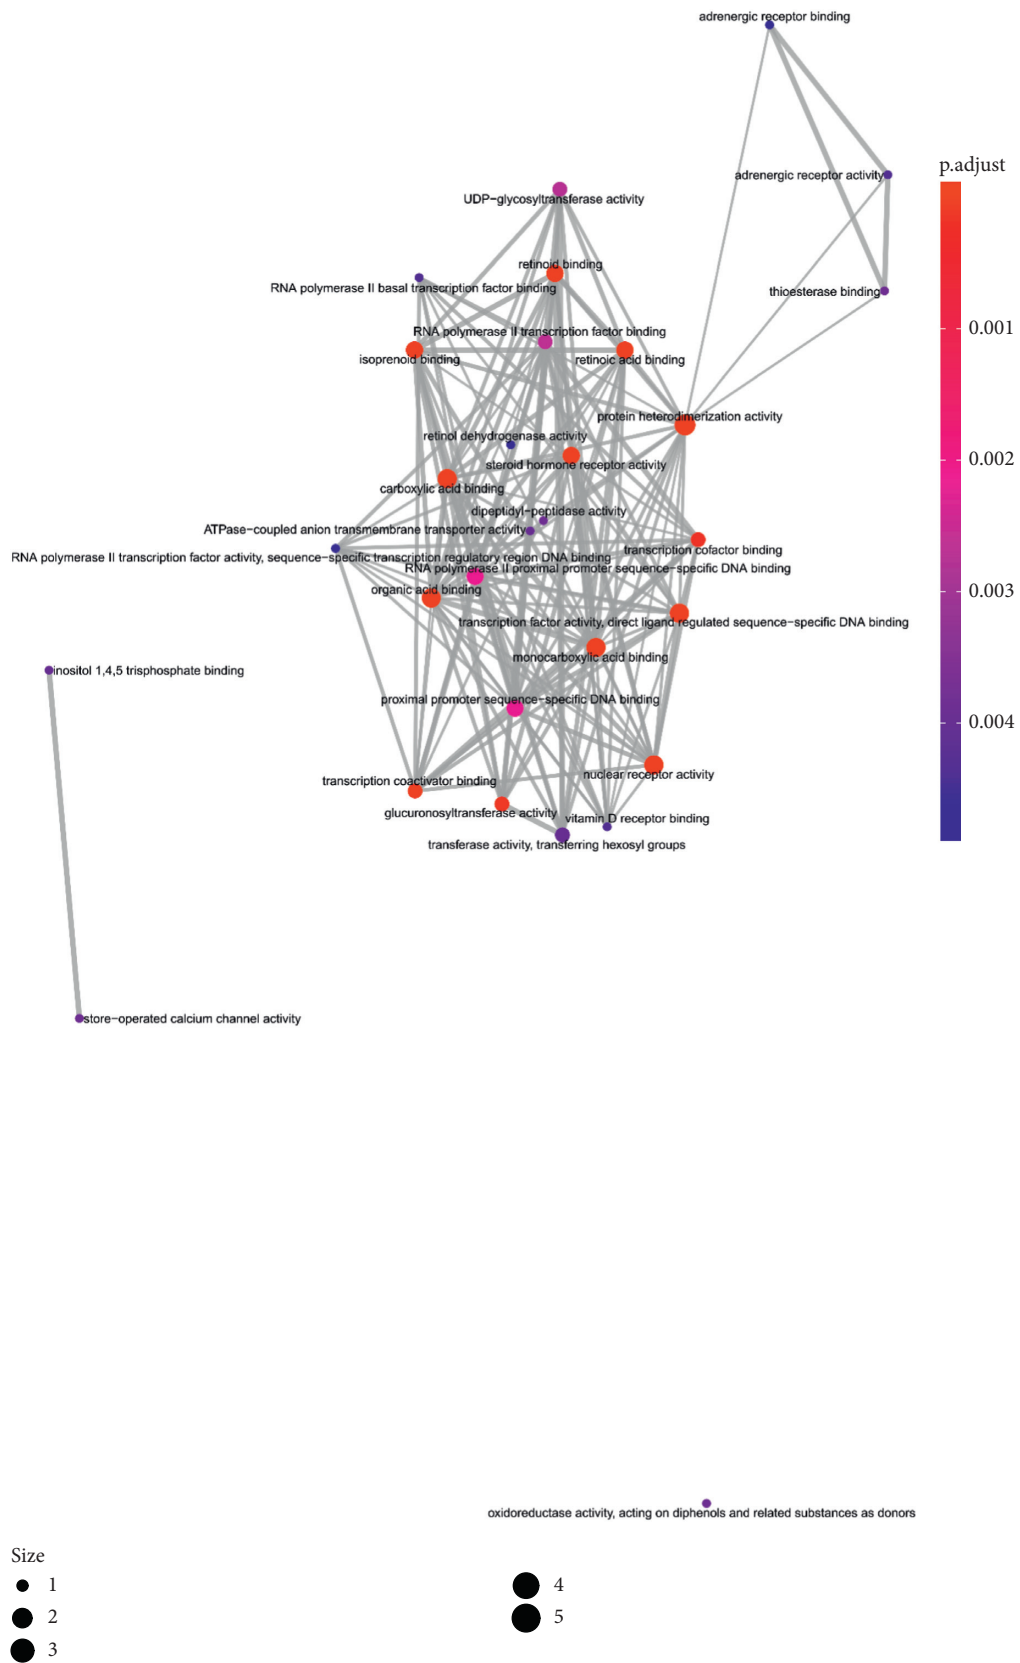 adrenergic receptor binding
p.adjust
adrenergic receptor activity
UDP−glycosyltransferase activity
retinoid binding
RNA polymerase II basal transcription factor binding
thioesterase binding
0.001
RNA polymerase II transcription factor binding
isoprenoid binding
retinoic acid binding
protein heterodimerization activity
retinol dehydrogenase activity
0.002
steroid hormone receptor activity
carboxylic acid binding
dipeptidyl−peptidase activity
ATPase−coupled anion transmembrane transporter activity
transcription cofactor binding
RNA polymerase II transcription factor activity, sequence−specific transcription regulatory region DNA binding
RNA polymerase II proximal promoter sequence−specific DNA binding
organic acid binding
0.003
transcription factor activity, direct ligand regulated sequence−specific DNA binding
monocarboxylic acid binding
inositol 1,4,5 trisphosphate binding
proximal promoter sequence−specific DNA binding
0.004
nuclear receptor activity
transcription coactivator binding
glucuronosyltransferase activity
vitamin D receptor binding
transferase activity, transferring hexosyl groups
store−operated calcium channel activity
oxidoreductase activity, acting on diphenols and related substances as donors
Size
1
2
3
4
5